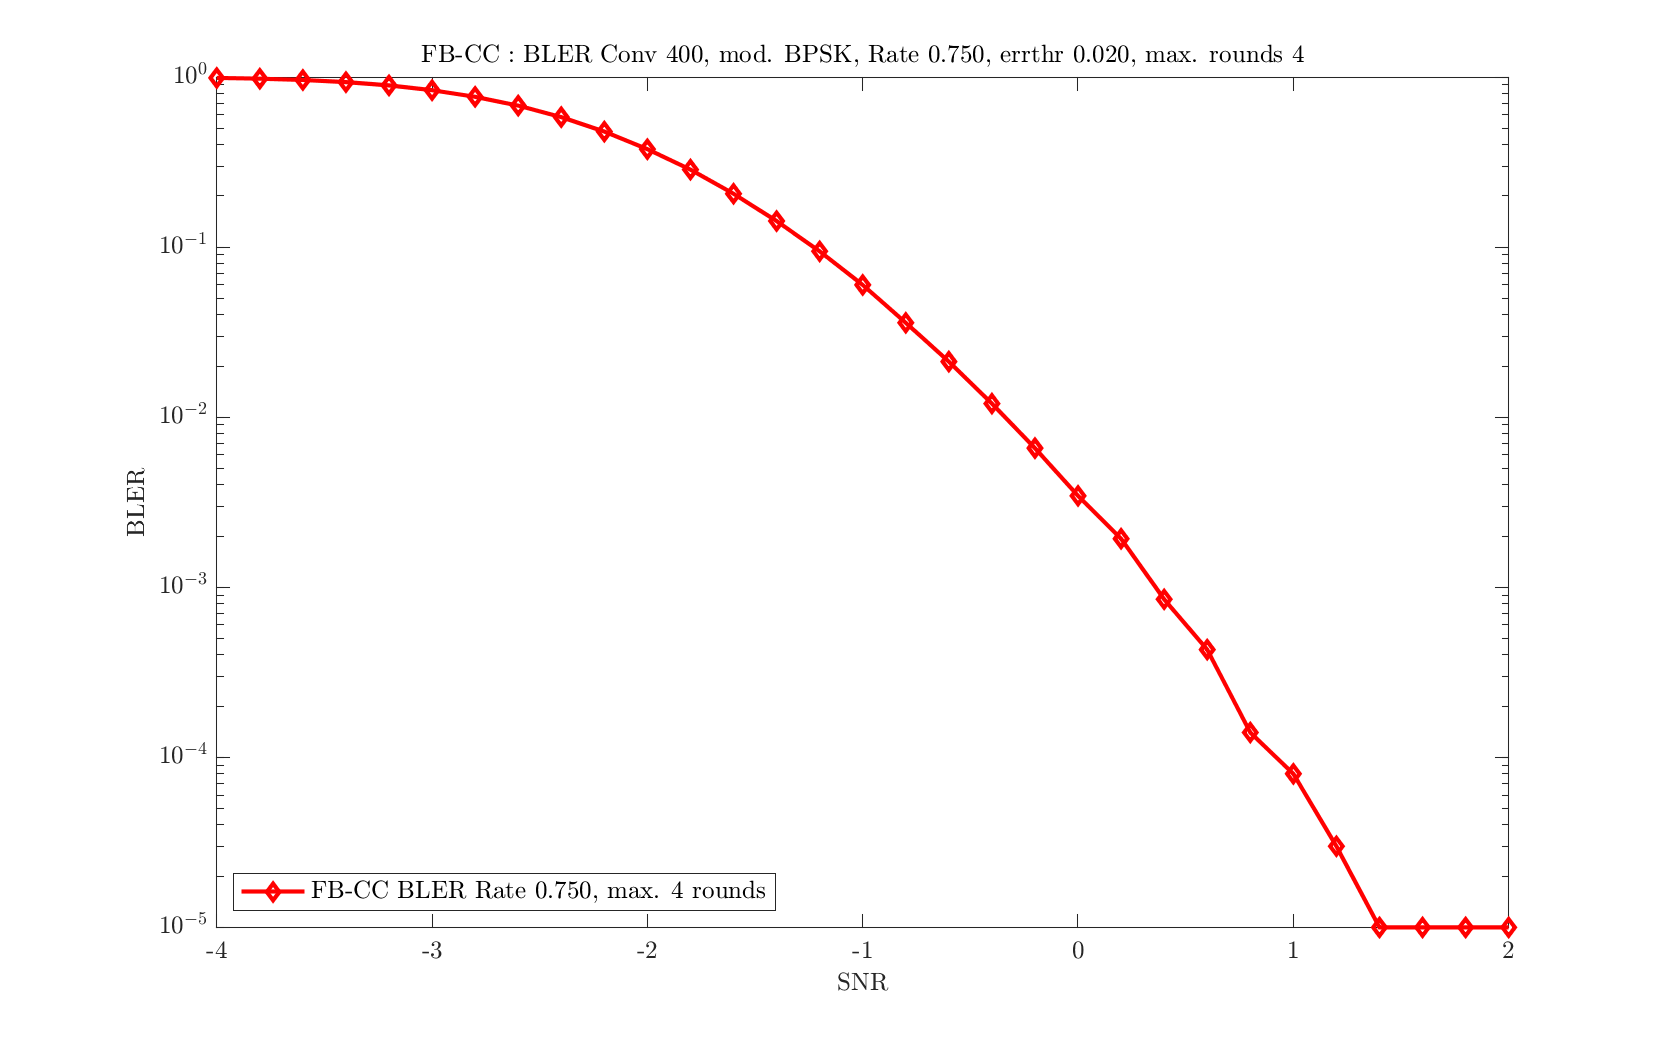 FB-CC : BLER Conv 400, mod. BPSK, Rate 0.750, errthr 0.020, max. rounds 4
10^0
10^{-1}
10^{-2}
10^{-3}
10^{-4}
10^{-5}
BLER
FB-CC BLER Rate 0.750, max. 4 rounds
-4 -3 -2 -1 0 1 2
SNR